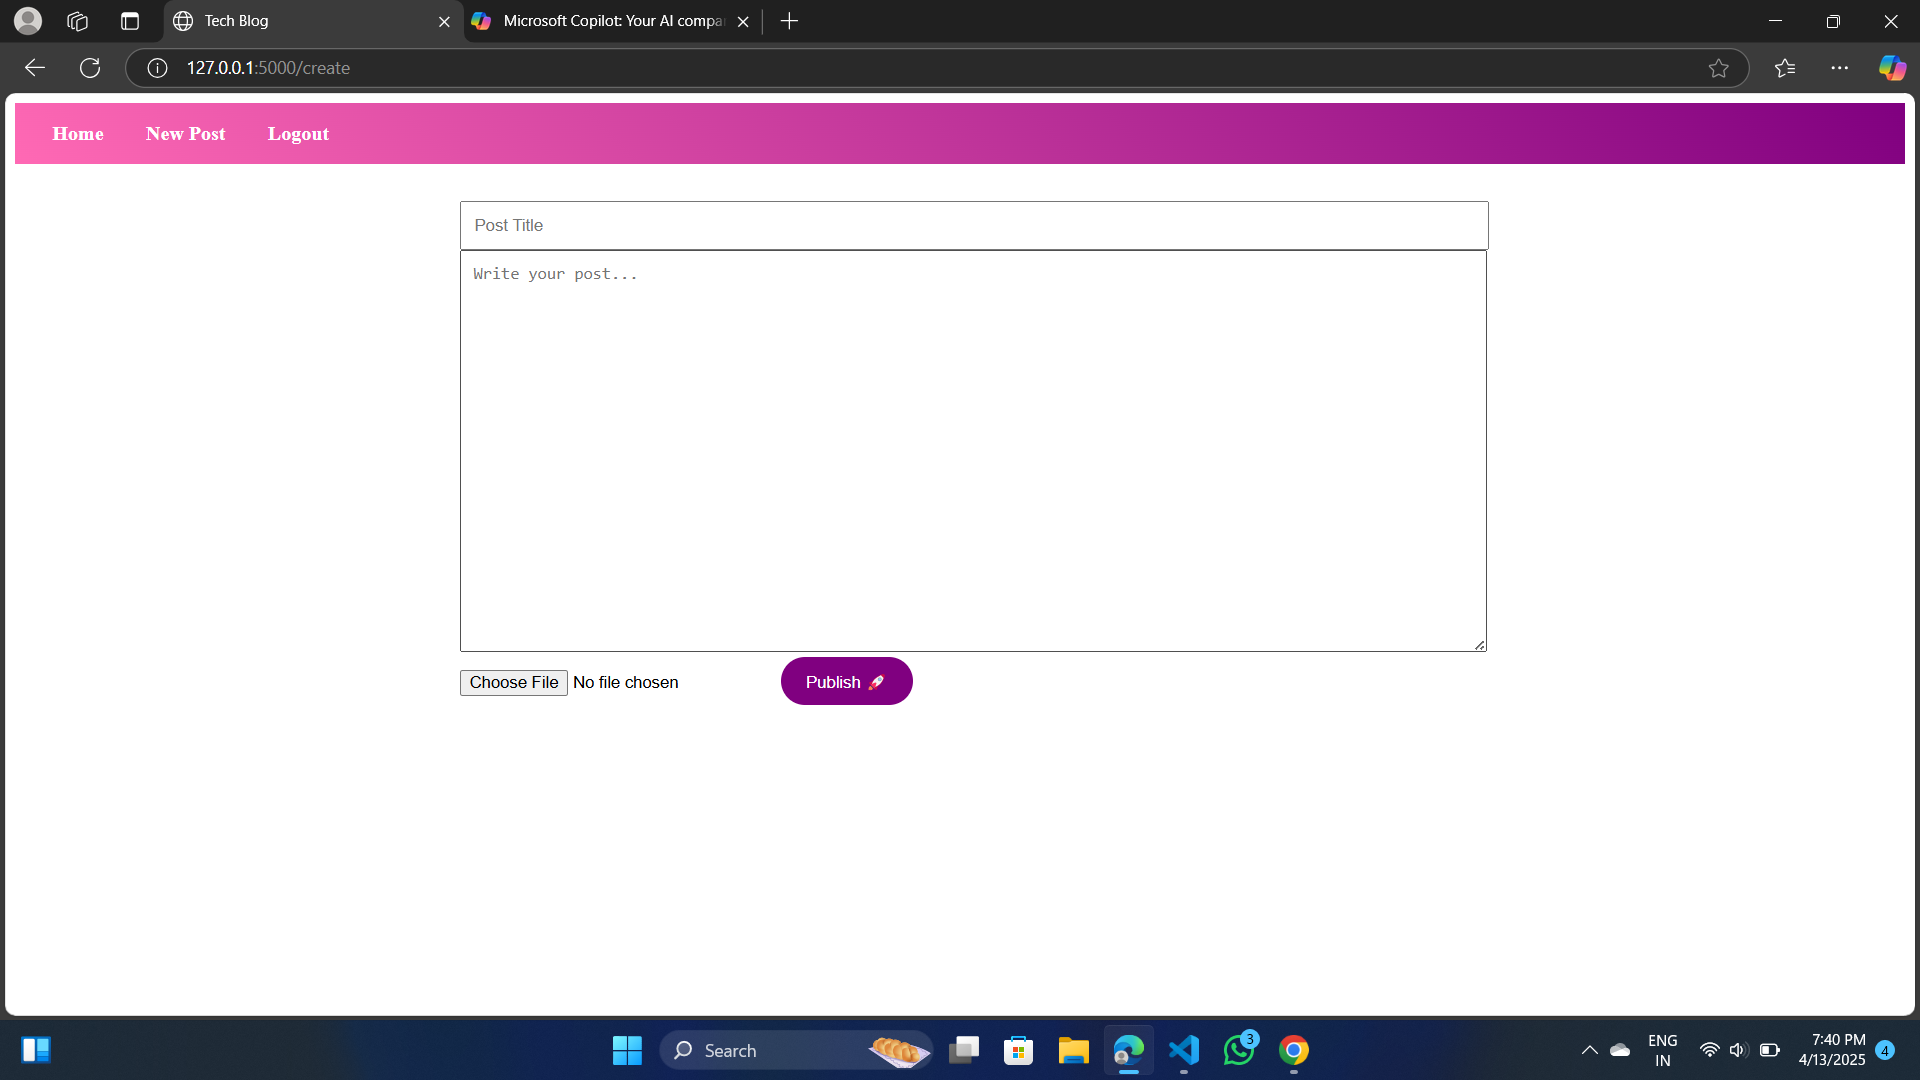 Tech Blog
Microsoft Copilot: Your AI compa
127.0.0.1:5000/create
Home New Post Logout
Post Title
Write your post...
Choose File No file chosen Publish 🚀
Search
3
ENG
IN
7:40 PM
4/13/2025
4